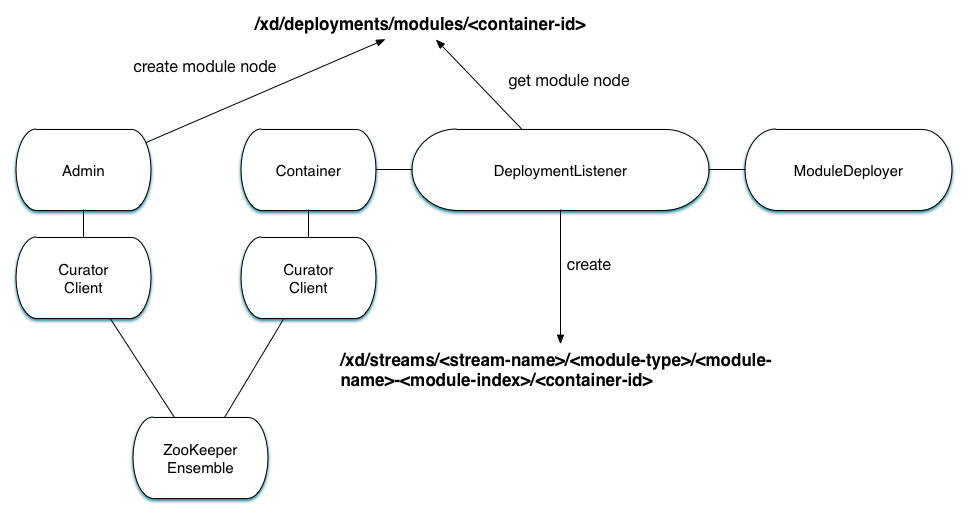 /xd/deployments/modules/<container-id>
create module node
get module node
Admin
Container
DeploymentListener
ModuleDeployer
Curator
Client
Curator
Client
create
/xd/streams/<stream-name>/<module-type>/<module-
name>-<module-index>/<container-id>
ZooKeeper
Ensemble